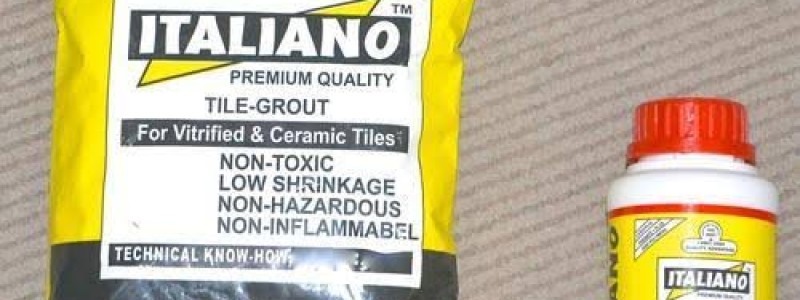 ITALIANO TM
PREMIUM QUALITY
TILE-GROUT
For Vitrified & Ceramic Tiles
NON-TOXIC
LOW SHRINKAGE
NON-HAZARDOUS
NON-INFLAMMABEL
TECHNICAL KNOW-HOW
ITALIANO
PREMIUM QUALITY